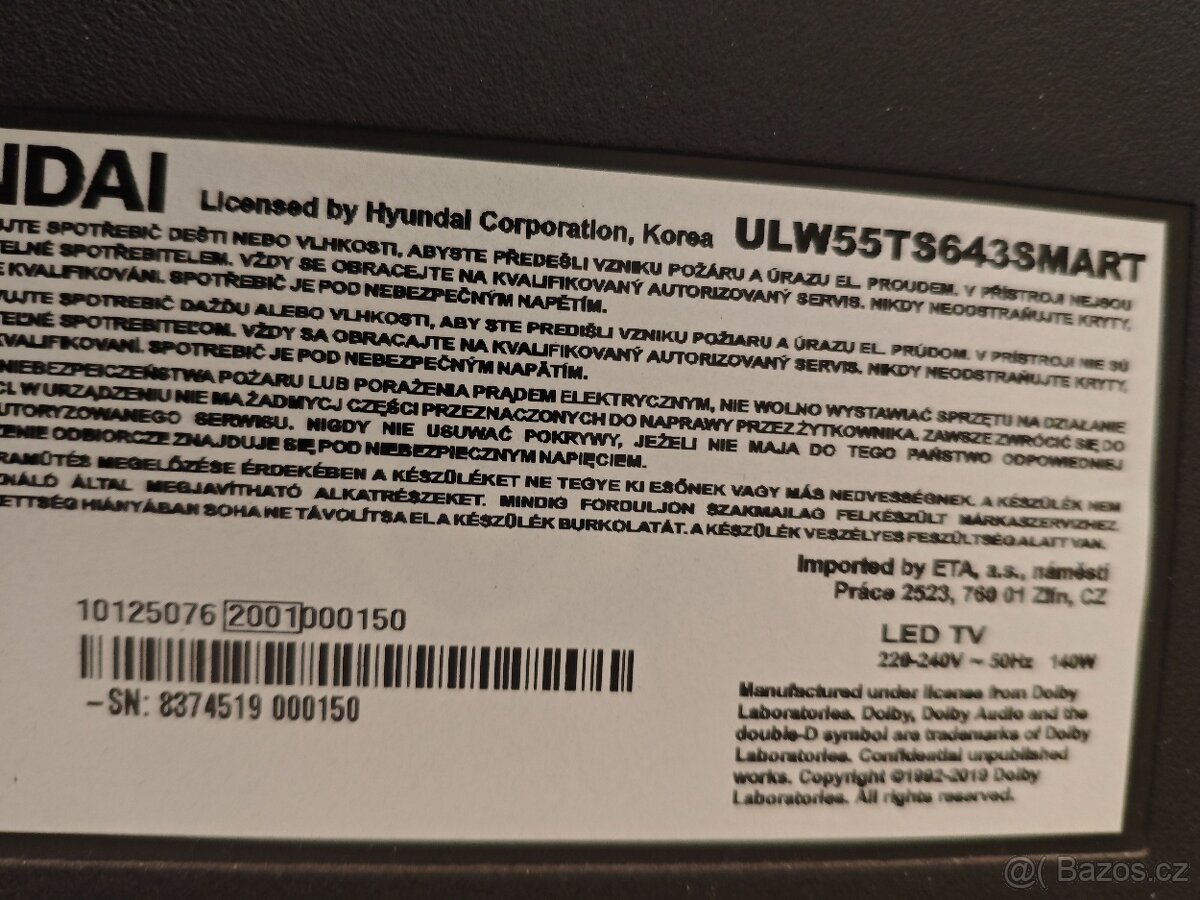 NDAI Licensed by Hyundai Corporation, Korea ULW55TS643SMART
UJTE SPOTŘEBIČ DEŠTI NEBO VLHKOSTI, ABYSTE PŘEDEŠLI VZNIKU POŽÁRU A ÚRAZU EL. PROUDEM. V PŘÍSTROJI NEJSOU
TELNÉ SPOTŘEBITELEM. VŽDY SE OBRACEJTE NA KVALIFIKOVANÝ AUTORIZOVANÝ SERVIS. NIKDY NEODSTRAŇUJTE KRYTY,
E KVALIFIKOVÁNI. SPOTŘEBIČ JE POD NEBEZPEČNÝM NAPĚTÍM.
VUJTE SPOTREBIČ DAŽĎU ALEBO VLHKOSTI, ABY STE PREDIŠLI VZNIKU POŽIARU A ÚRAZU EL. PRÚDOM. V PRÍSTROJI NIE SÚ
TEĽNÉ SPOTREBITEĽOM. VŽDY SA OBRACAJTE NA KVALIFIKOVANÝ AUTORIZOVANÝ SERVIS. NIKDY NEODSTRAŇUJTE KRYTY,
KVALIFIKOVANÍ. SPOTREBIČ JE POD NEBEZPEČNÝM NAPÄTÍM.
NIEBEZPEICZEŃSTWA POŻARU LUB PORAŻENIA PRĄDEM ELEKTRYCZNYM, NIE WOLNO WYSTAWIAĆ SPRZĘTU NA DZIAŁANIE
CI. W URZĄDZENIU NIE MA ŻADMYCJ CZĘŚCI PRZEZNACZONYCH DO NAPRAWY PRZEZ ŻYTKOWNIKA. ZAWSZE ZWRÓCIĆ SIĘ DO
UTORYZOWANEGO SERWISU. NIGDY NIE USUWAĆ POKRYWY, JEŻELI NIE MAJA DO TEGO PAŃSTWO ODPOWIEDNIEJ
ZENIE ODBIORCZE ZNAJDUJE SIĘ POD NIEBEZPIECZNYM NAPIĘCIEM.
RAMÜTÉS MEGELŐZÉSE ÉRDEKÉBEN A KÉSZÜLÉKET NE TEGYE KI ESŐNEK VAGY MÁS NEDVESSÉGNEK. A KÉSZÜLÉK NEM
ZNÁLÓ ÁLTAL MEGJAVÍTHATÓ ALKATRÉSZEKET. MINDIG FORDULJON SZAKMAILAG FELKÉSZÜLT MÁRKASZERVIZHEZ.
ETTSÉG HIÁNYÁBAN SOHA NE TÁVOLÍTSA EL A KÉSZÜLÉK BURKOLATÁT. A KÉSZÜLÉK VESZÉLYES FESZÜLTSÉG ALATT VAN.
Imported by ETA, a.s., náměstí
Práce 2523, 760 01 Zlín, CZ
10125076 2001 000150
-SN: 8374519 000150
LED TV
220-240V ~ 50Hz 140W
Manufactured under license from Dolby
Laboratories. Dolby, Dolby Audio and the
double-D symbol are trademarks of Dolby
Laboratories. Confidential unpublished
works. Copyright ©1992-2019 Dolby
Laboratories. All rights reserved.
@( Bazos.cz